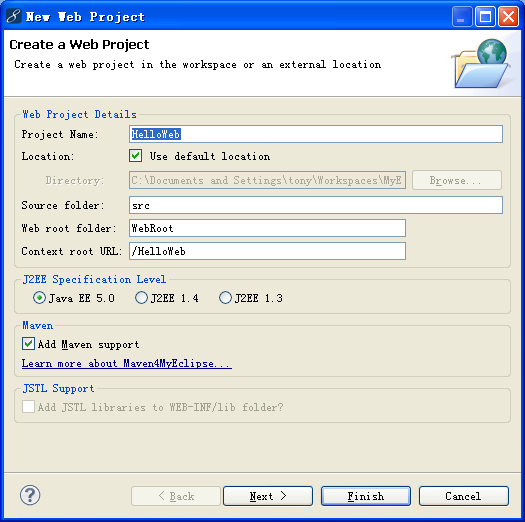 New Web Project
Create a Web Project
Create a web project in the workspace or an external location
Web Project Details
Project Name: HelloWeb
Location: Use default location
Directory: C:\Documents and Settings\tony\Workspaces\MyE Browse...
Source folder: src
Web root folder: WebRoot
Context root URL: /HelloWeb
J2EE Specification Level
Java EE 5.0 J2EE 1.4 J2EE 1.3
Maven
Add Maven support
Learn more about Maven4MyEclipse...
JSTL Support
Add JSTL libraries to WEB-INF/lib folder?
? < Back Next > Finish Cancel